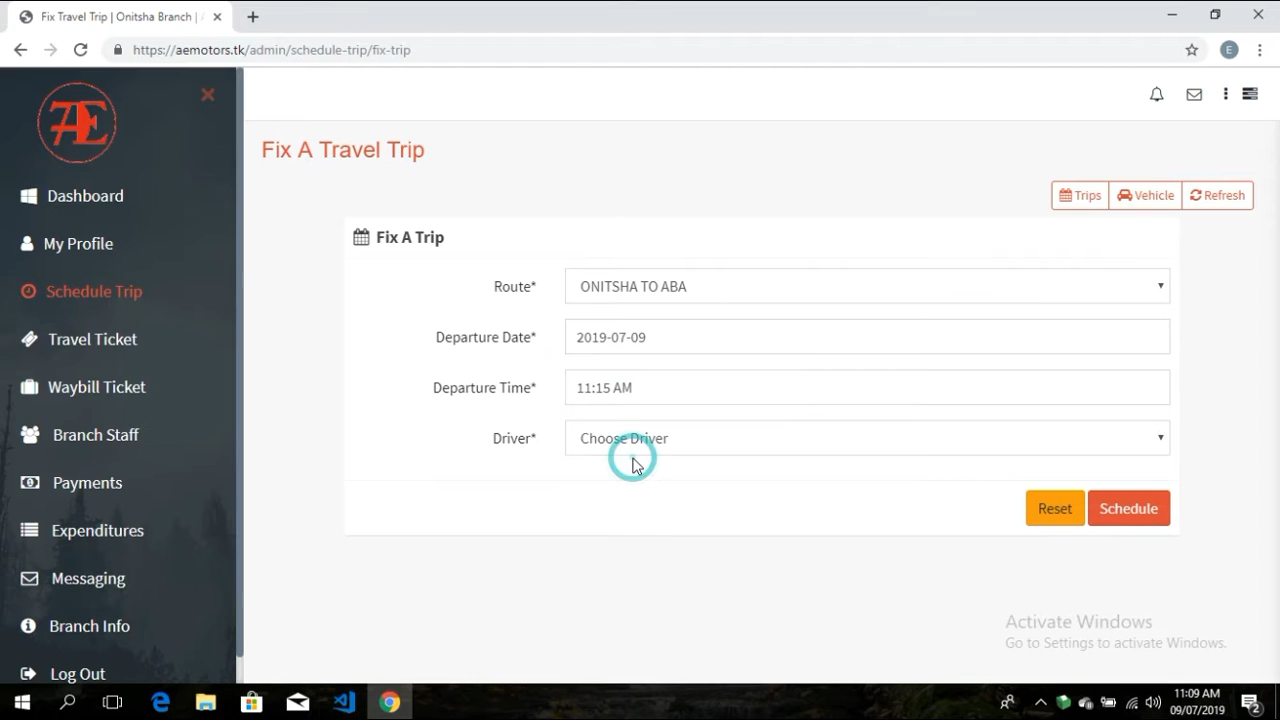 Fix Travel Trip | Onitsha Branch |
https://aemotors.tk/admin/schedule-trip/fix-trip
E
AE
Dashboard
My Profile
Schedule Trip
Travel Ticket
Waybill Ticket
Branch Staff
Payments
Expenditures
Messaging
Branch Info
Log Out
Fix A Travel Trip
Trips Vehicle Refresh
Fix A Trip
Route* ONITSHA TO ABA
Departure Date* 2019-07-09
Departure Time* 11:15 AM
Driver* Choose Driver
Reset Schedule
Activate Windows
Go to Settings to activate Windows.
11:09 AM
09/07/2019
2